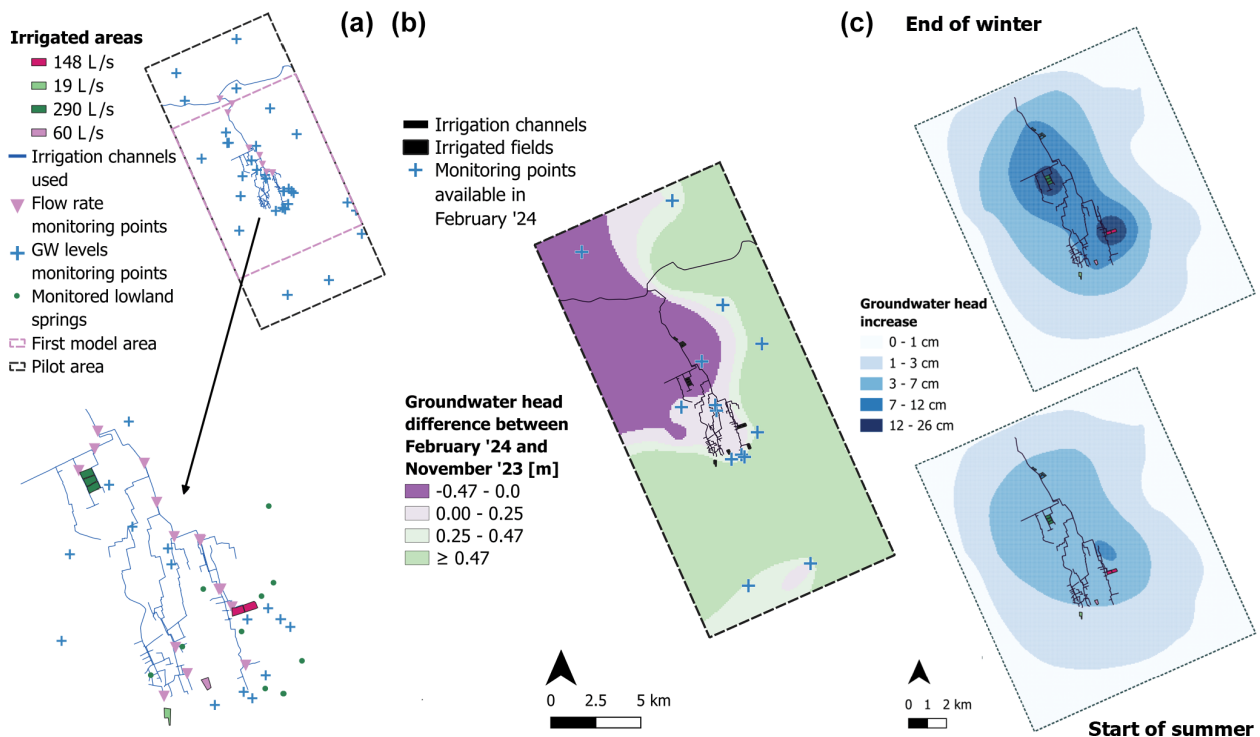 (a)
Irrigated areas
148 L/s
19 L/s
290 L/s
60 L/s
Irrigation channels
used
Flow rate
monitoring points
GW levels
monitoring points
Monitored lowland
springs
First model area
Pilot area
(b)
Irrigation channels
Irrigated fields
Monitoring points
available in
February '24
Groundwater head
difference between
February '24 and
November '23 [m]
-0.47 - 0.0
0.00 - 0.25
0.25 - 0.47
≥ 0.47
0 2.5 5 km
(c)
End of winter
Groundwater head
increase
0 - 1 cm
1 - 3 cm
3 - 7 cm
7 - 12 cm
12 - 26 cm
0 1 2 km
Start of summer